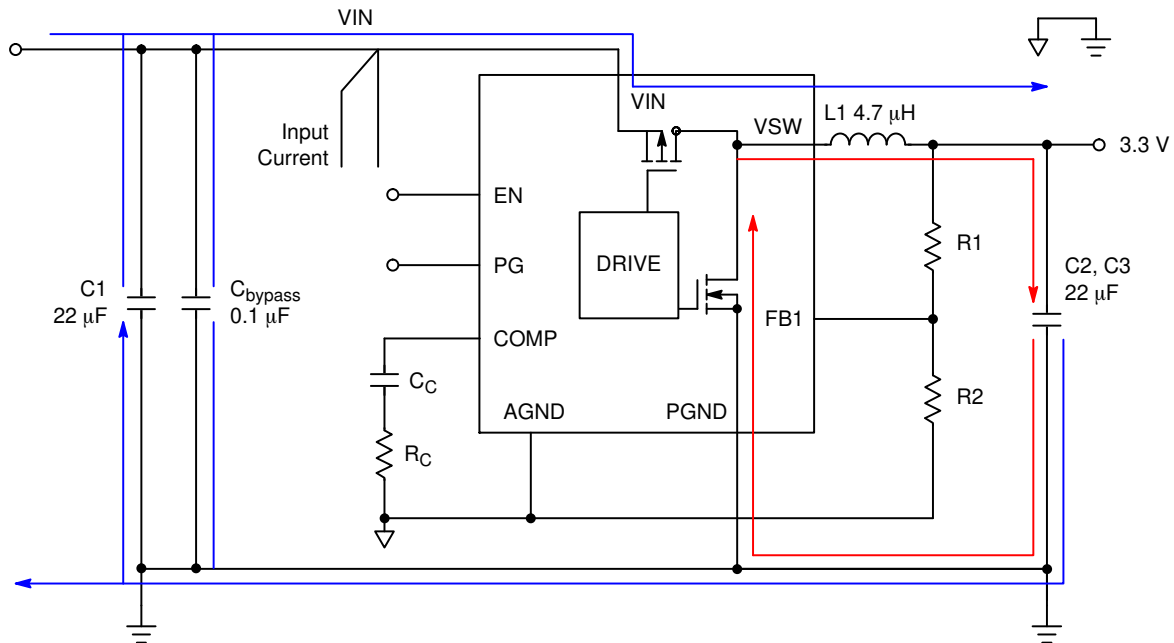 VIN
Input
Current
VIN
VSW
L1 4.7 μH
3.3 V
EN
PG
COMP
DRIVE
FB1
R1
R2
C1
22 μF
Cbypass
0.1 μF
C2, C3
22 μF
CC
RC
AGND
PGND